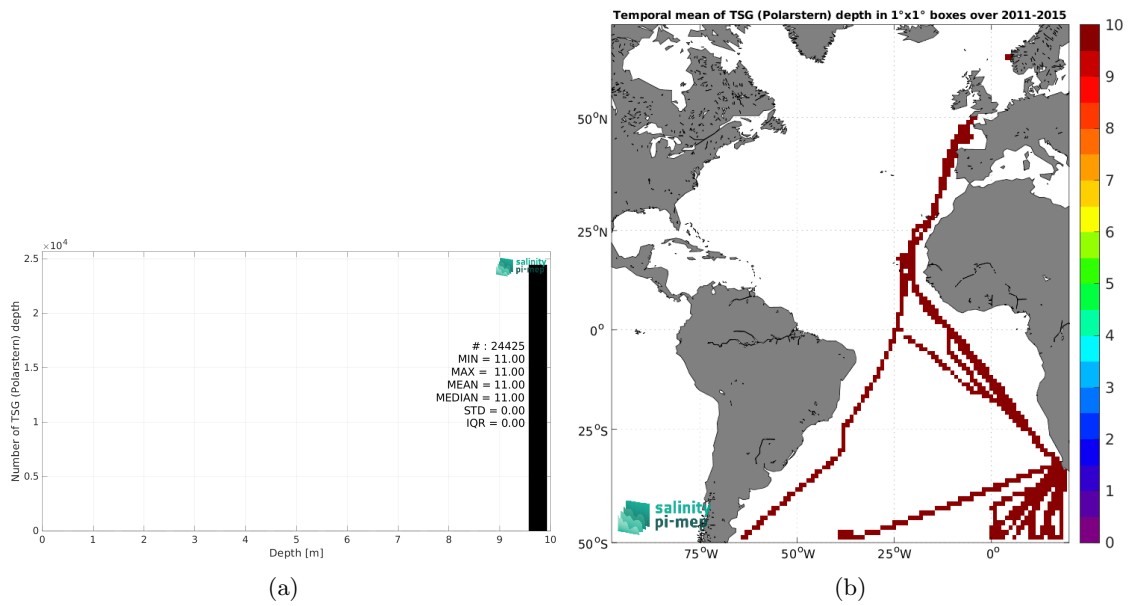 Temporal mean of TSG (Polarstern) depth in 1°x1° boxes over 2011-2015
×10⁴
2.5
2
1.5
1
0.5
0
Number of TSG (Polarstern) depth
salinity
pi-mep
# : 24425
MIN = 11.00
MAX = 11.00
MEAN = 11.00
MEDIAN = 11.00
STD = 0.00
IQR = 0.00
0 1 2 3 4 5 6 7 8 9 10
Depth [m]
(a)
50°N
25°N
0°
25°S
50°S
75°W 50°W 25°W 0°
salinity
pi-mep
10
9
8
7
6
5
4
3
2
1
0
(b)